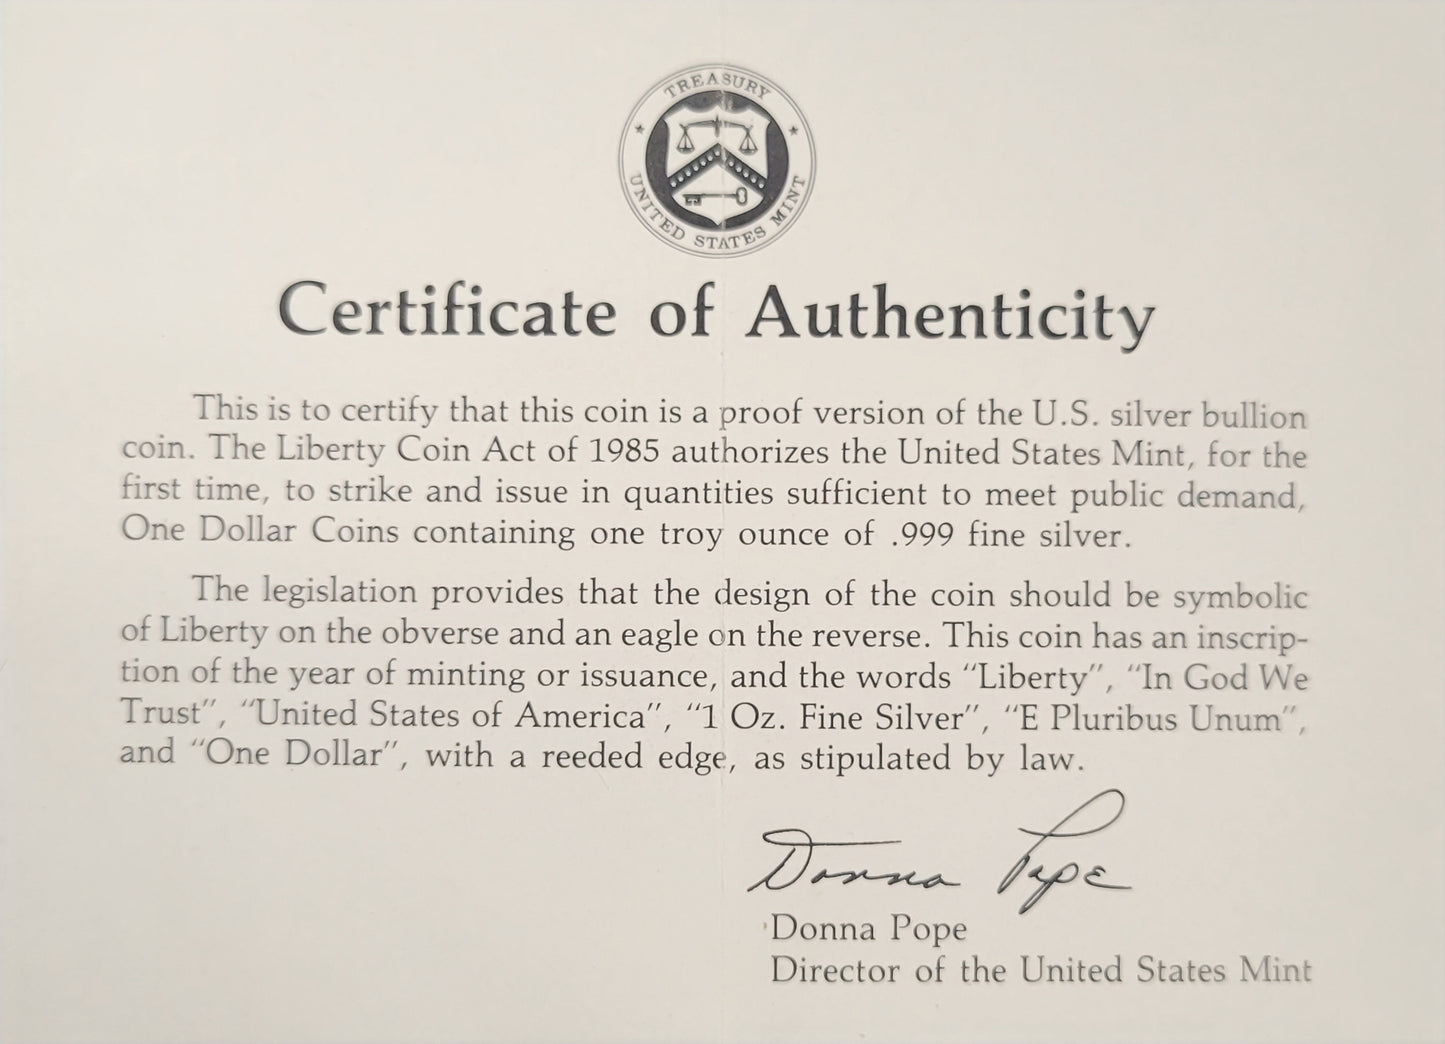 TREASURY
UNITED STATES MINT
Certificate of Authenticity
This is to certify that this coin is a proof version of the U.S. silver bullion
coin. The Liberty Coin Act of 1985 authorizes the United States Mint, for the
first time, to strike and issue in quantities sufficient to meet public demand,
One Dollar Coins containing one troy ounce of .999 fine silver.
The legislation provides that the design of the coin should be symbolic
of Liberty on the obverse and an eagle on the reverse. This coin has an inscrip-
tion of the year of minting or issuance, and the words “Liberty”, “In God We
Trust”, “United States of America”, “1 Oz. Fine Silver”, “E Pluribus Unum”,
and “One Dollar”, with a reeded edge, as stipulated by law.
Donna Pope
Donna Pope
Director of the United States Mint